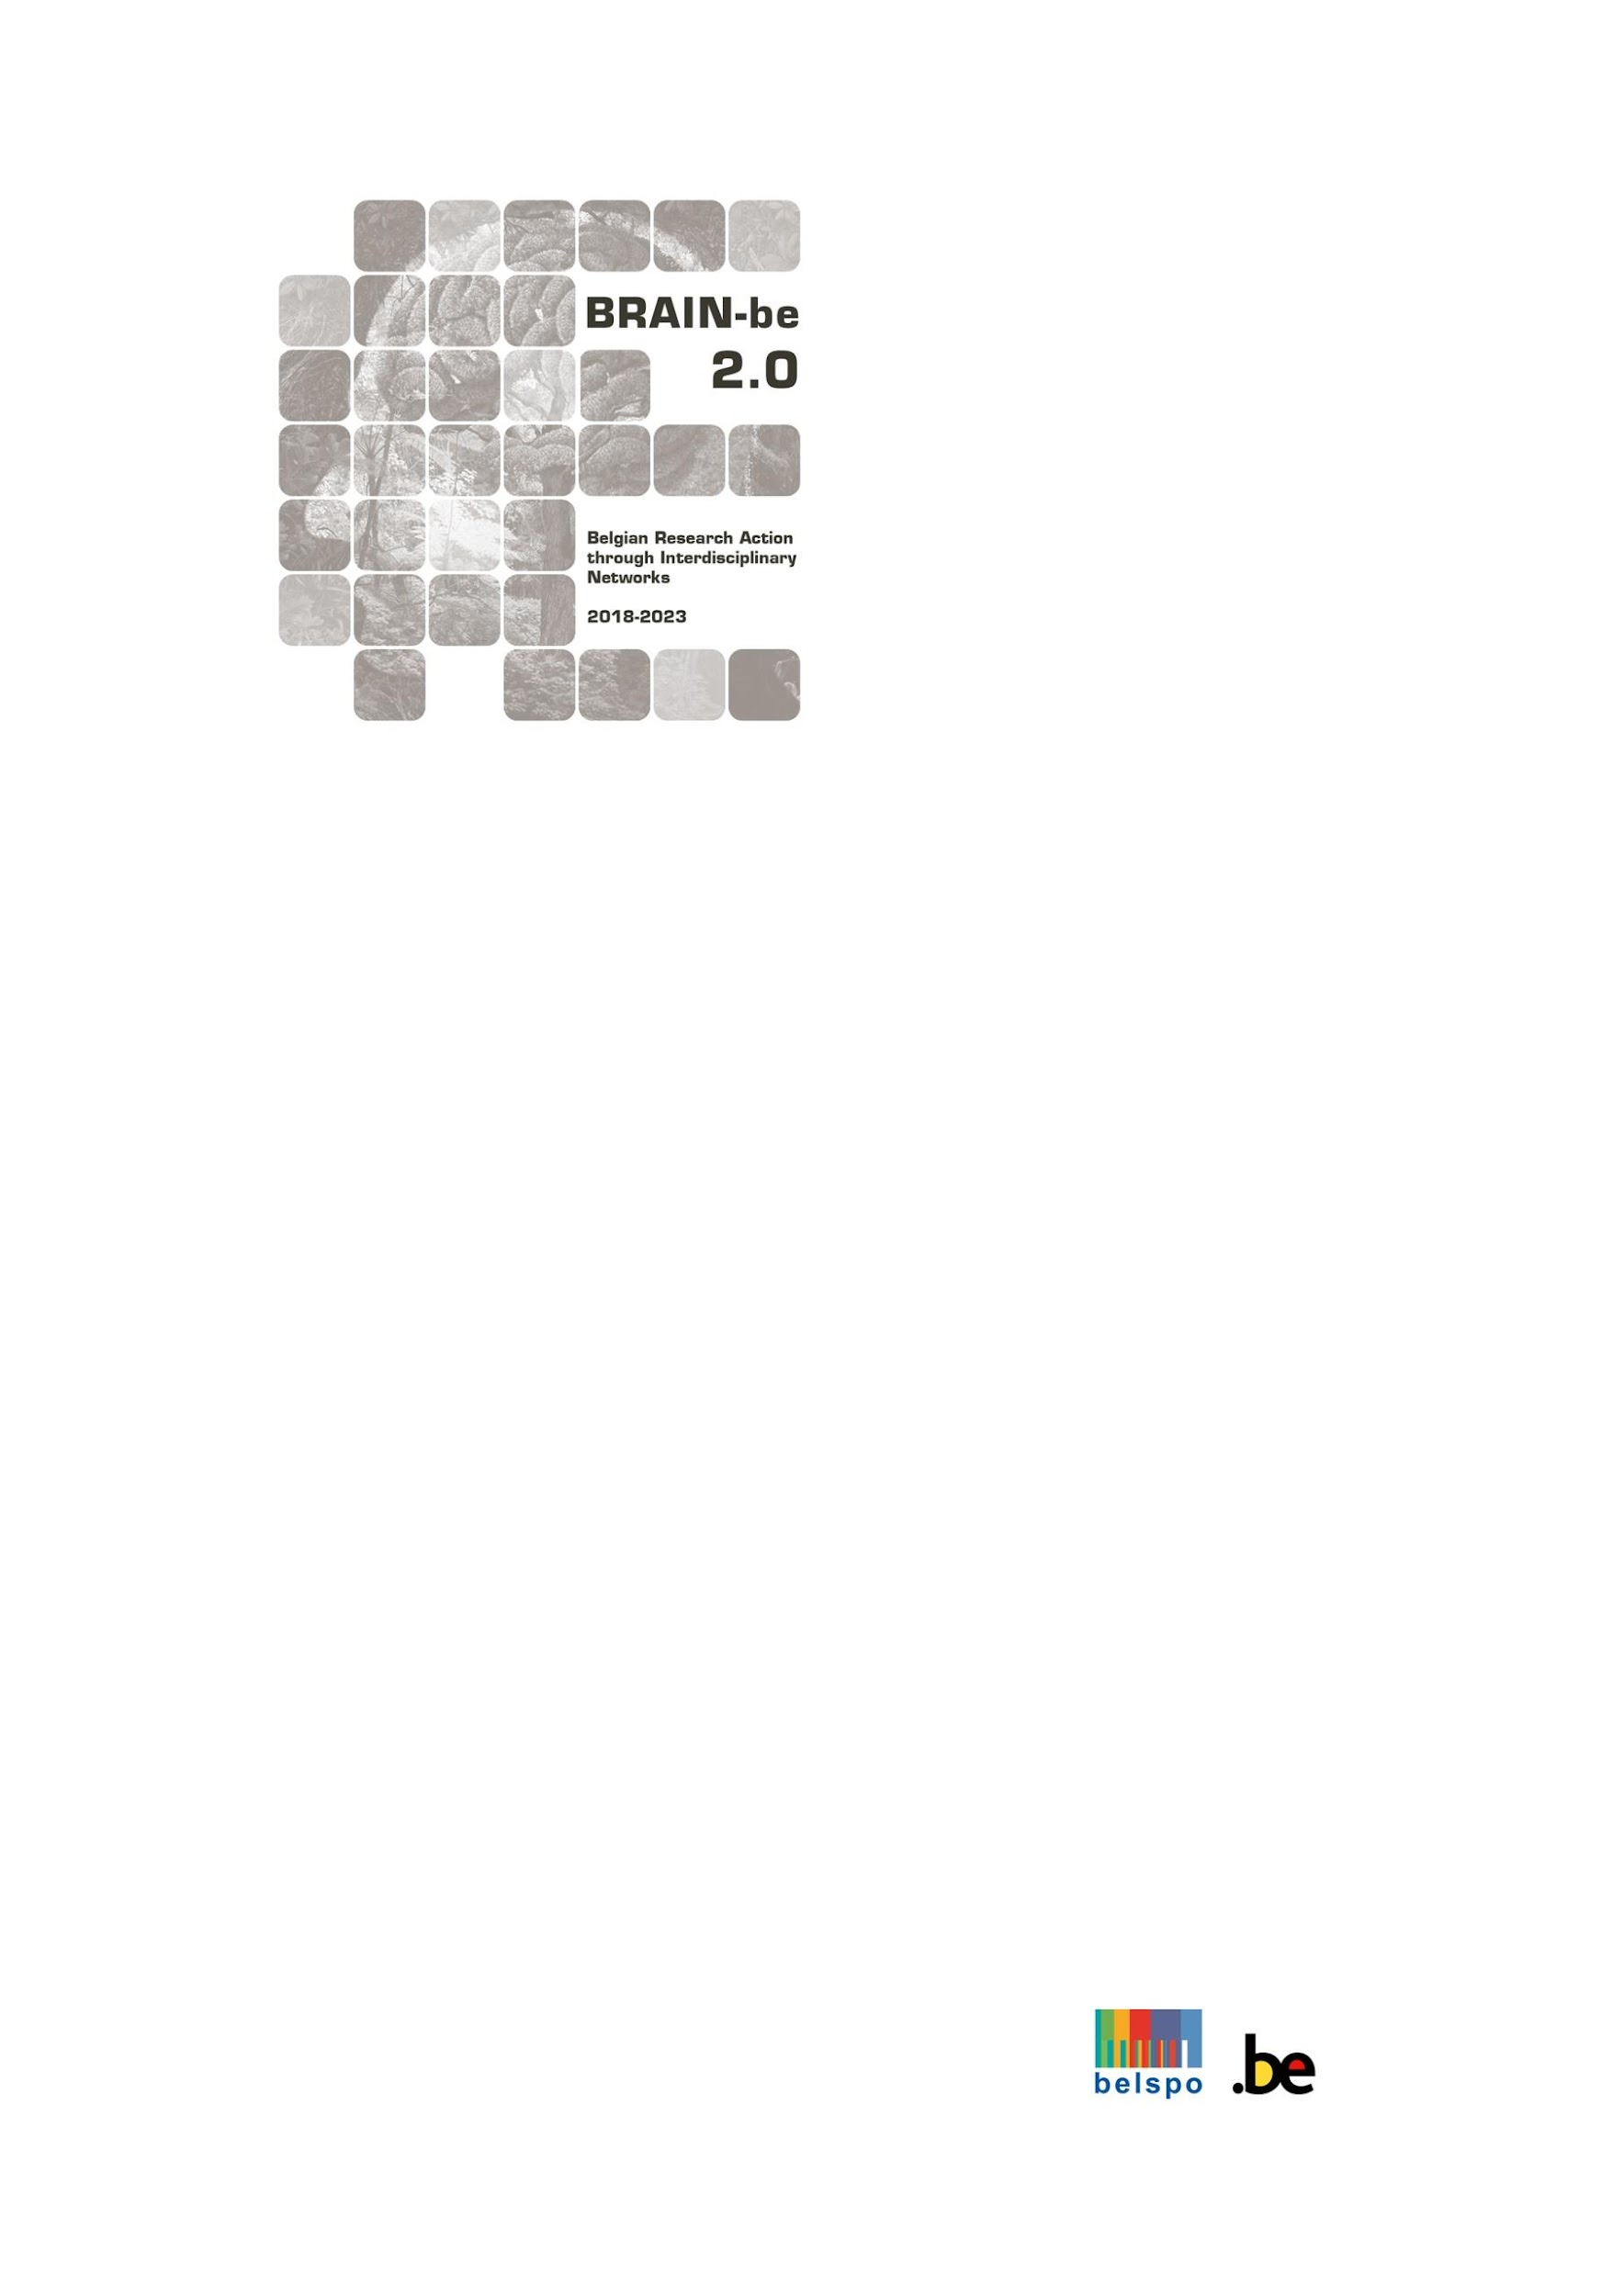 BRAIN-be
2.0
Belgian Research Action
through Interdisciplinary
Networks
2018-2023
belspo
.be